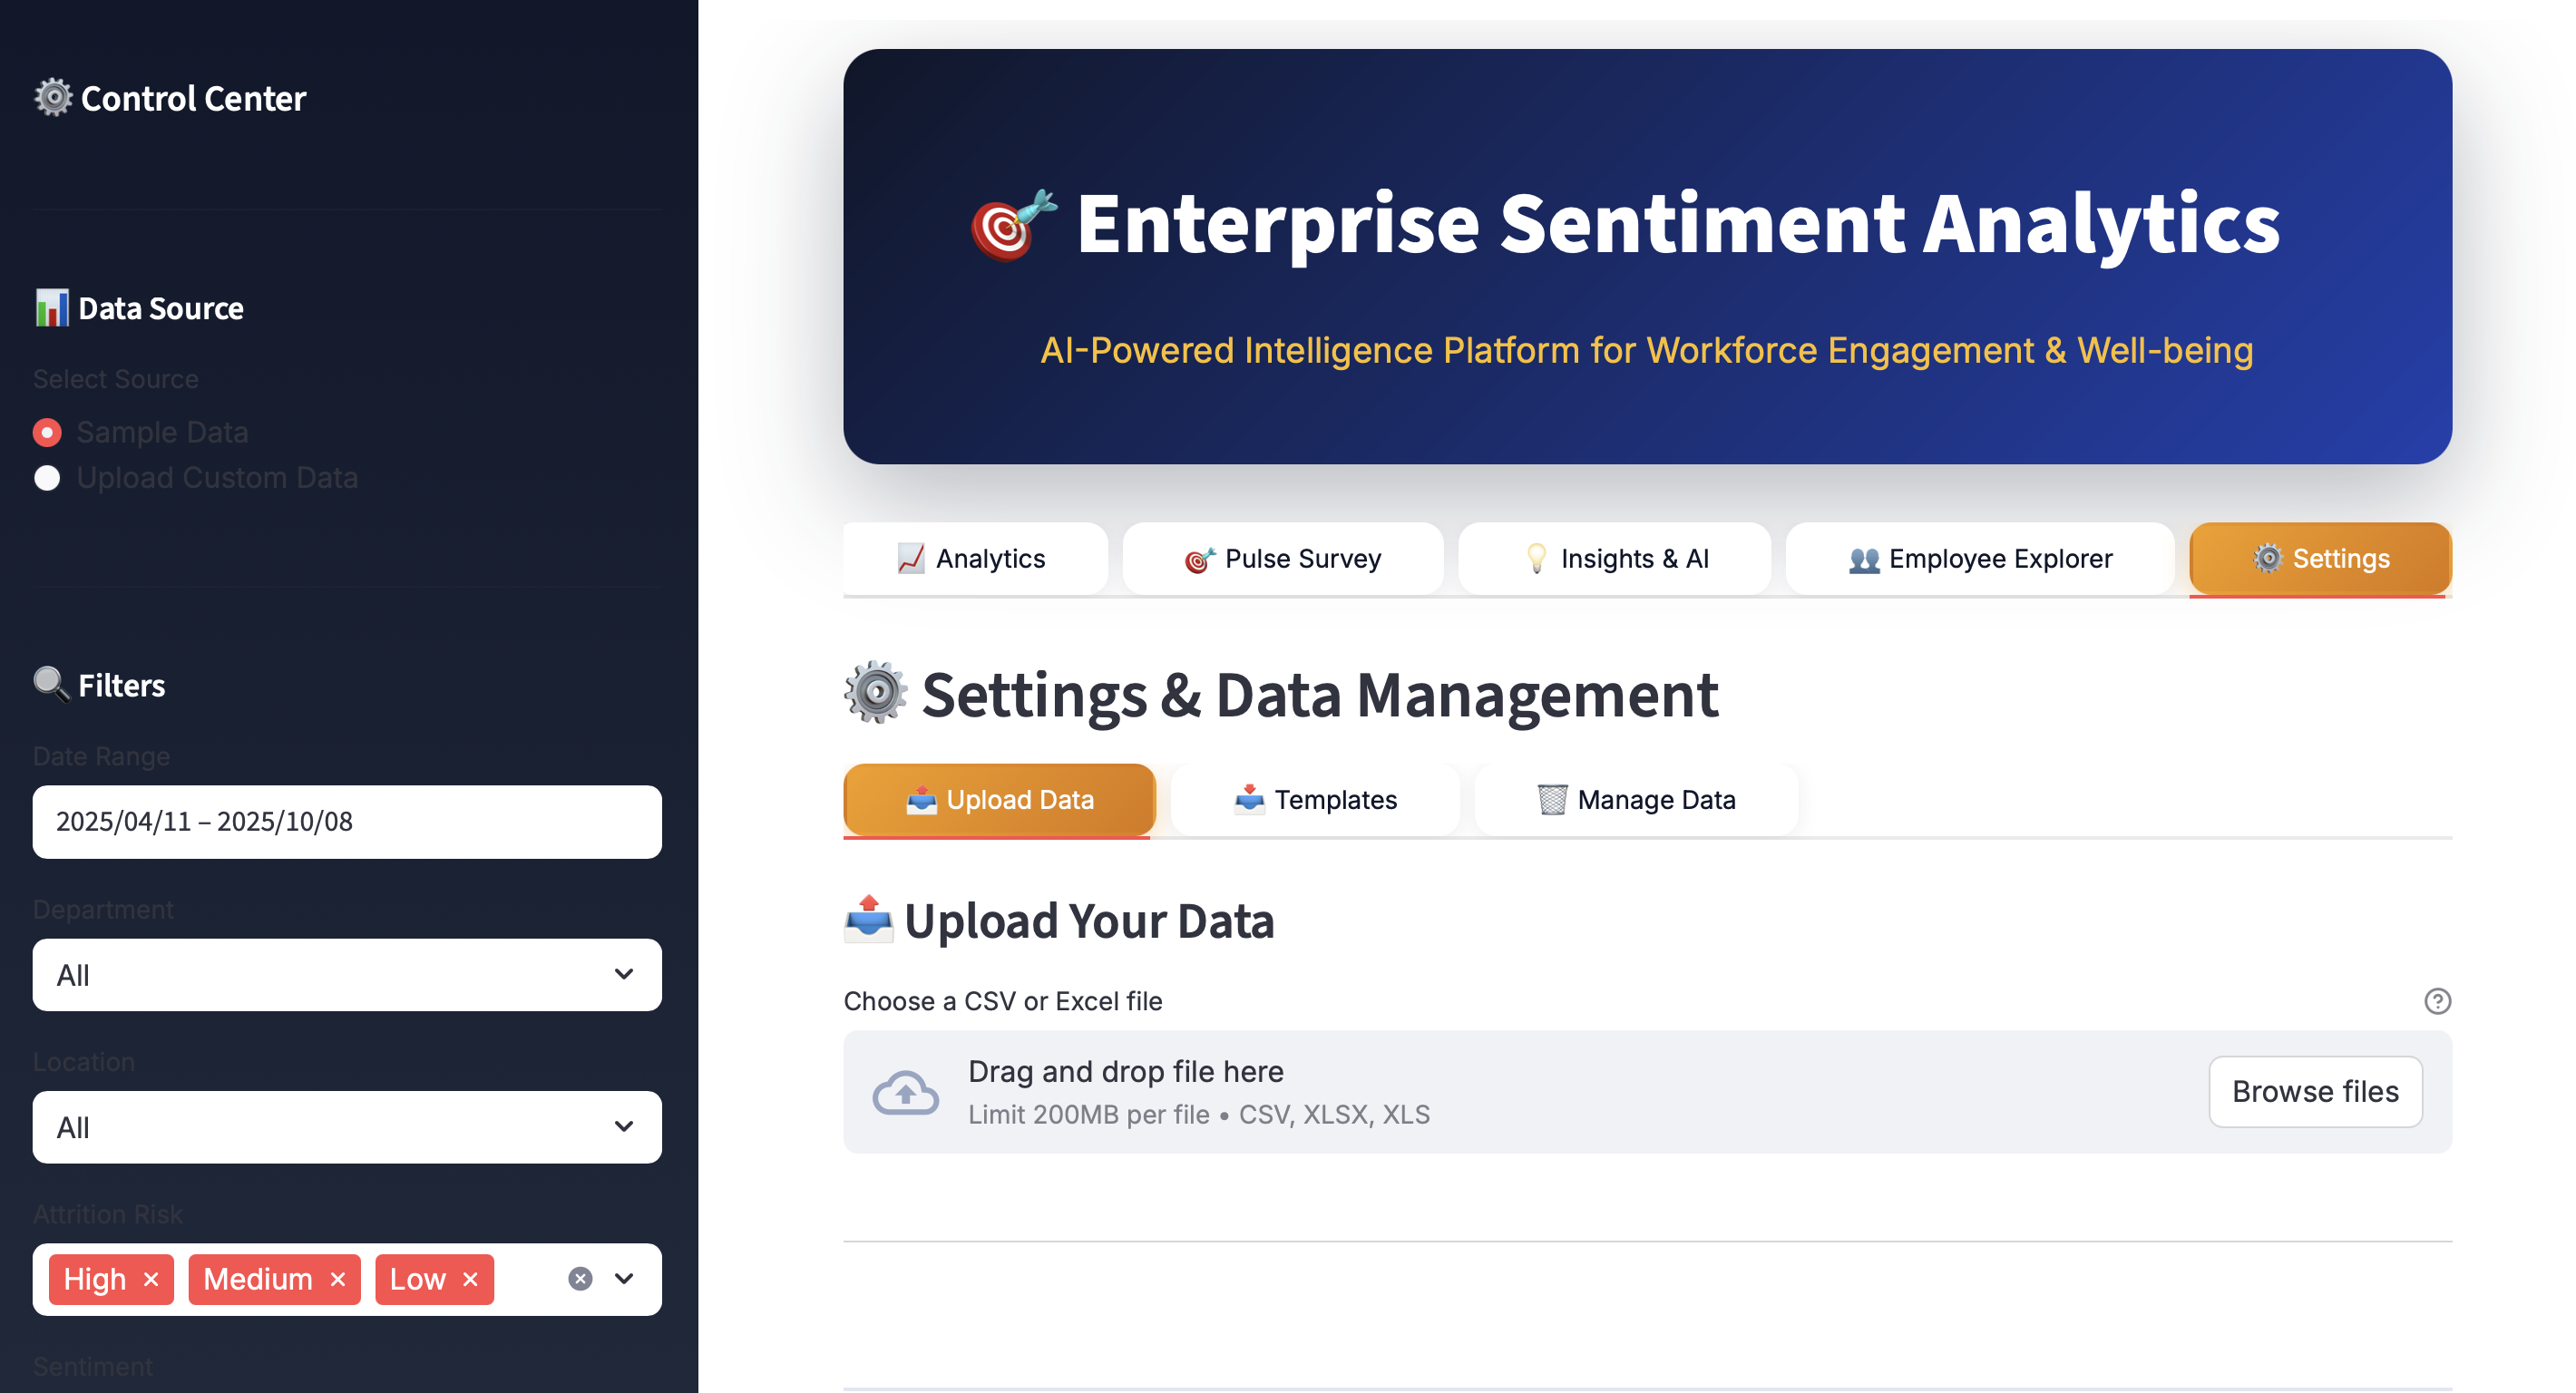 Control Center
Data Source
Select Source
Sample Data
Upload Custom Data
Filters
Date Range
2025/04/11 – 2025/10/08
Department
All
Location
All
Attrition Risk
High × Medium × Low ×
Sentiment
Enterprise Sentiment Analytics
AI-Powered Intelligence Platform for Workforce Engagement & Well-being
Analytics
Pulse Survey
Insights & AI
Employee Explorer
Settings
Settings & Data Management
Upload Data
Templates
Manage Data
Upload Your Data
Choose a CSV or Excel file
Drag and drop file here
Limit 200MB per file • CSV, XLSX, XLS
Browse files